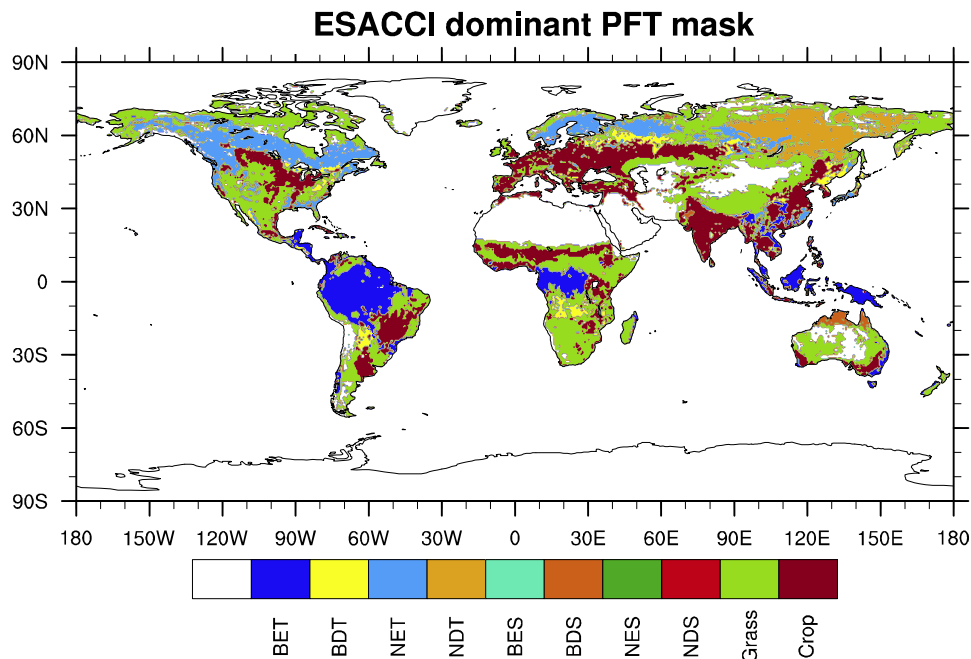 ESACCI dominant PFT mask
90N
60N
30N
0
30S
60S
90S
180 150W 120W 90W 60W 30W 0 30E 60E 90E 120E 150E 180
BET BDT NET NDT BES BDS NES NDS Grass Crop